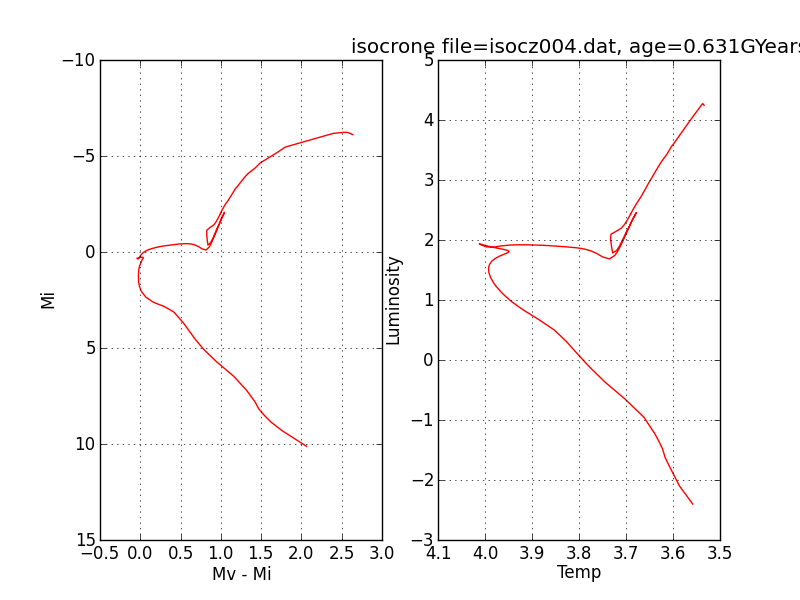 isocrone file=isocz004.dat, age=0.631GYears
−10
−5
0
5
10
15
Mi
−0.5 0.0 0.5 1.0 1.5 2.0 2.5 3.0
Mv - Mi
5
4
3
2
1
0
−1
−2
−3
Luminosity
4.1 4.0 3.9 3.8 3.7 3.6 3.5
Temp